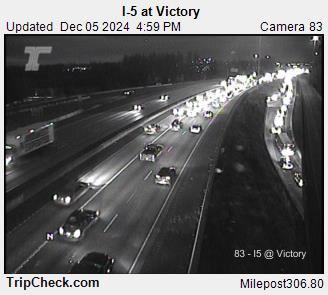 I-5 at Victory
Updated Dec 05 2024 4:59 PM Camera 83
T
83 - I5 @ Victory
N
TripCheck.com Milepost306.80